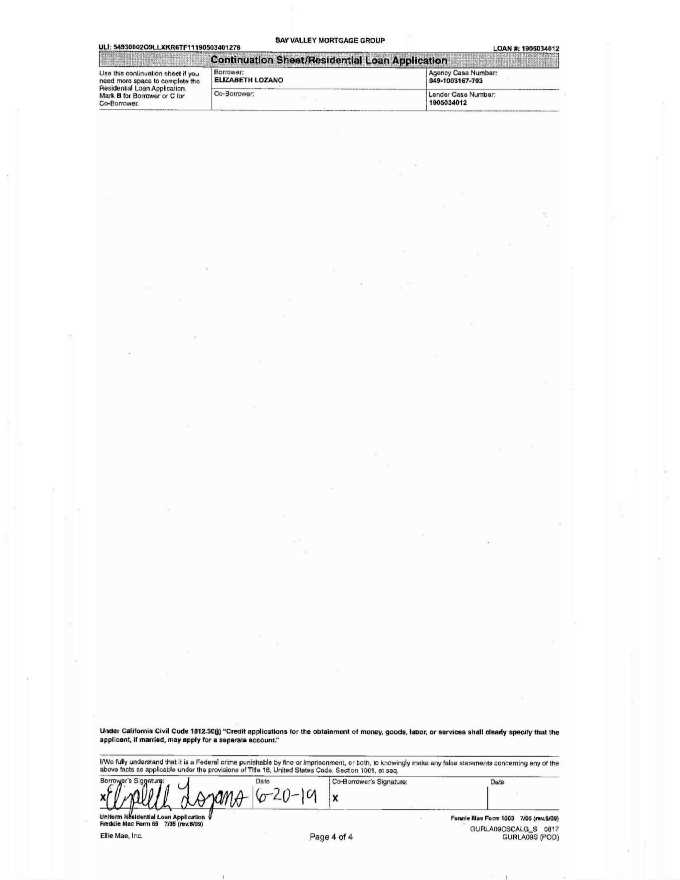 BAY VALLEY MORTGAGE GROUP
LOAN #: 1905034012
Continuation Sheet/Residential Loan Application
Use this continuation sheet if you
need more space to complete the
Residential Loan Application.
Mark B for Borrower or C for
Co-Borrower.
Borrower:
ELIZABETH LOZANO
Agency Case Number:
Co-Borrower:
Lender Case Number:
1905034012
Under California Civil Code 1812.30(j) "Credit applications for the obtainment of money, goods, labor, or services shall clearly specify that the
applicant, if married, may apply for a separate account."
I/We fully understand that it is a Federal crime punishable by fine or imprisonment, or both, to knowingly make any false statements concerning any of the
above facts as applicable under the provisions of Title 18, United States Code, Section 1001, et seq.
Borrower's Signature:
Date
Co-Borrower's Signature:
Date
X
6-20-19
X
Uniform Residential Loan Application
Freddie Mac Form 65 7/05 (rev.6/09)
Fannie Mae Form 1003 7/05 (rev.6/09)
Ellie Mae, Inc.
Page 4 of 4
GURLA09SCALG_S 0817
GURLA09S (POD)